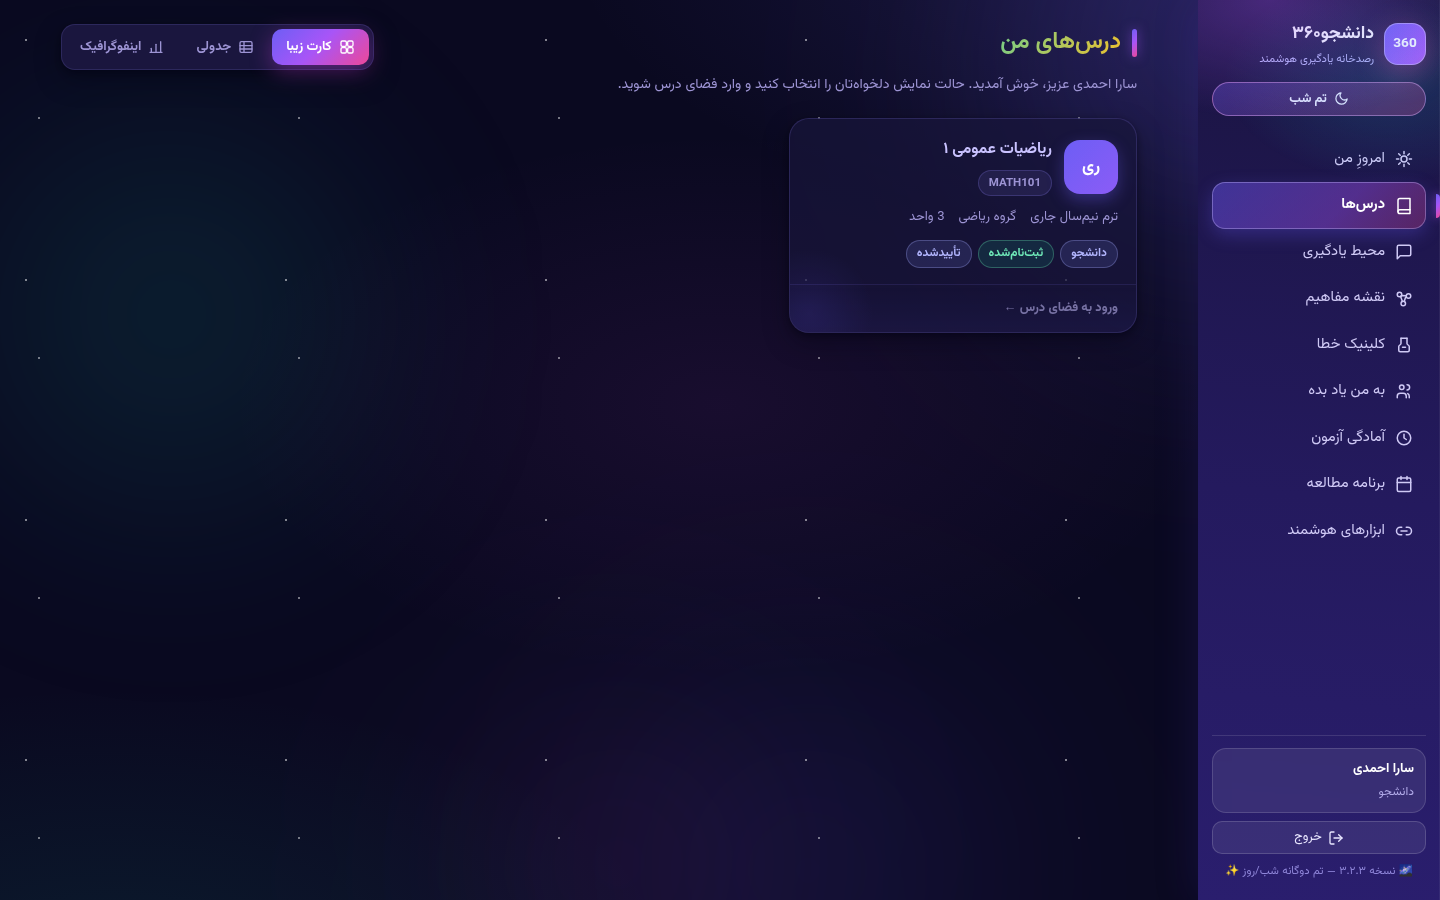 360
دانشجو۳۶۰
رصدخانه یادگیری هوشمند
تم شب
امروز من
درس‌ها
محیط یادگیری
نقشه مفاهیم
کلینیک خطا
به من یاد بده
آمادگی آزمون
برنامه مطالعه
ابزارهای هوشمند
سارا احمدی
دانشجو
خروج
🌌 نسخه ۳.۲.۳ — تم دوگانه شب/روز ✨
درس‌های من
سارا احمدی عزیز، خوش آمدید. حالت نمایش دلخواه‌تان را انتخاب کنید و وارد فضای درس شوید.
کارت زیبا
جدولی
اینفوگرافیک
ری
ریاضیات عمومی ۱
MATH101
ترم نیم‌سال جاری گروه ریاضی 3 واحد
دانشجو ثبت‌نام‌شده تأییدشده
ورود به فضای درس ←